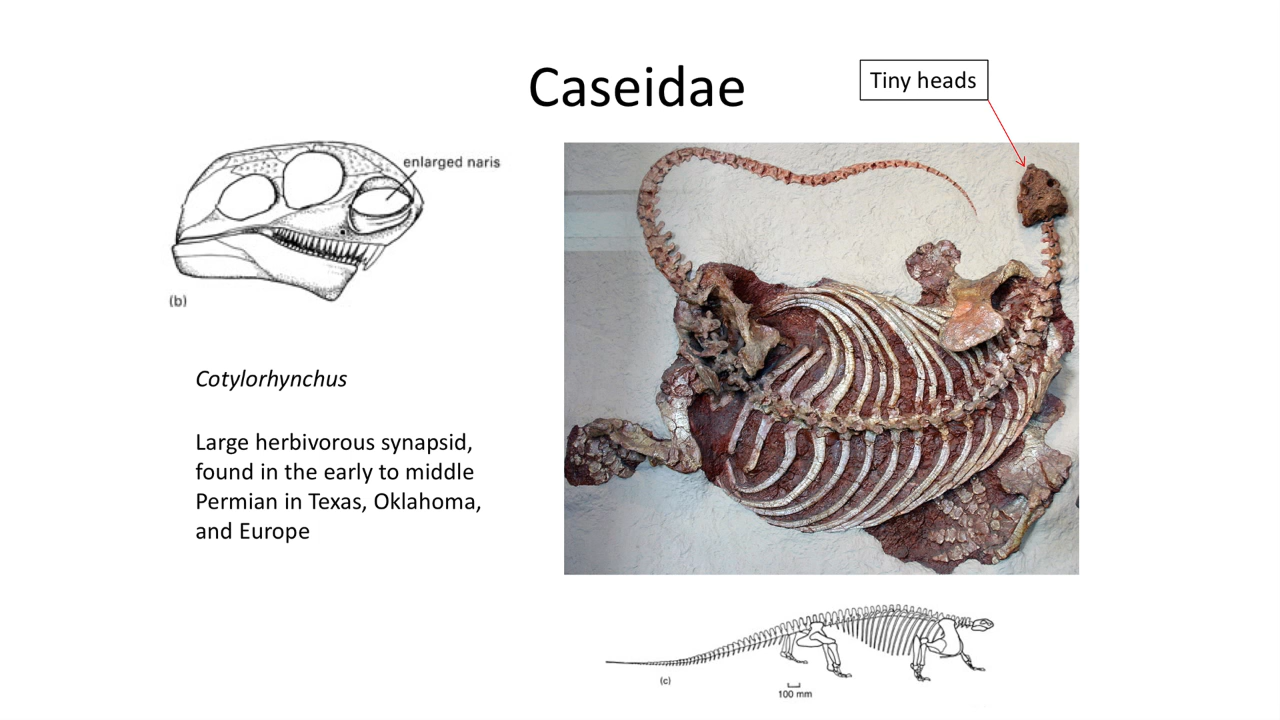 Caseidae
Tiny heads
enlarged naris
(b)
Cotylorhynchus
Large herbivorous synapsid,
found in the early to middle
Permian in Texas, Oklahoma,
and Europe
(c)
100 mm